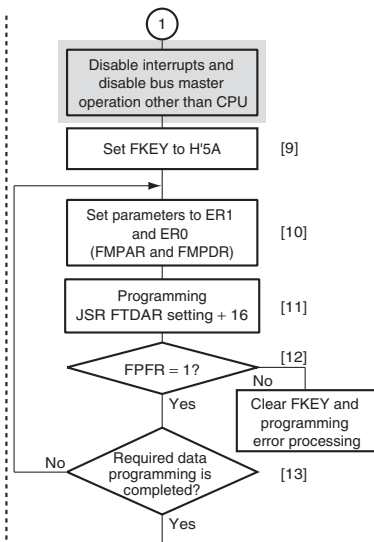 1
Disable interrupts and
disable bus master
operation other than CPU
Set FKEY to H'5A
[9]
Set parameters to ER1
and ER0
(FMPAR and FMPDR)
[10]
Programming
JSR FTDAR setting + 16
[11]
FPFR = 1?
[12]
No
Yes
Clear FKEY and
programming
error processing
Required data
programming is
completed?
[13]
No
Yes